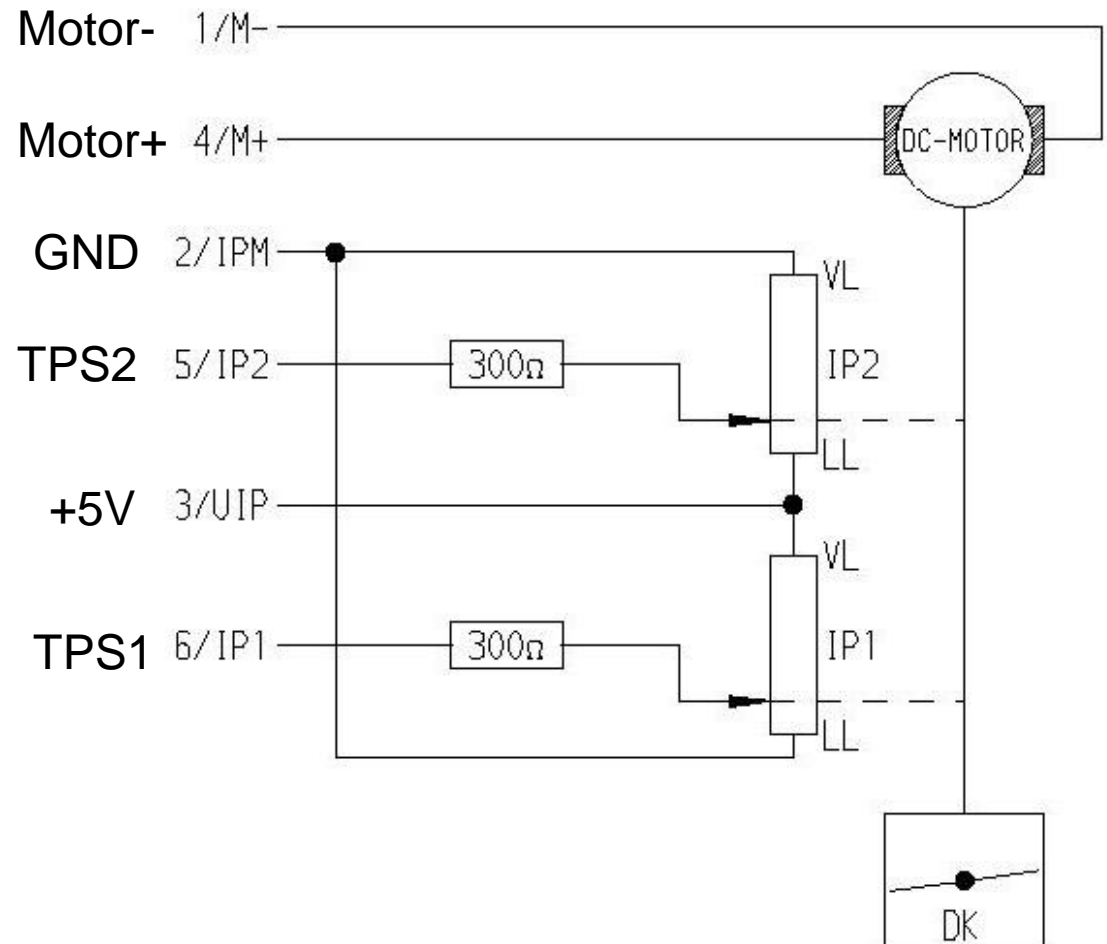 Motor- 1/M-
Motor+ 4/M+
DC-MOTOR
GND 2/IPM
VL
TPS2 5/IP2 300Ω IP2
LL
+5V 3/UIP
VL
TPS1 6/IP1 300Ω IP1
LL
DK